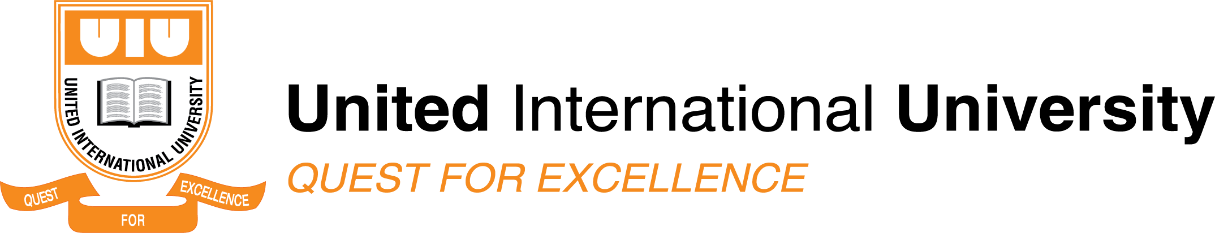 UIU
UNITED INTERNATIONAL UNIVERSITY
QUEST
FOR
EXCELLENCE
United International University
QUEST FOR EXCELLENCE